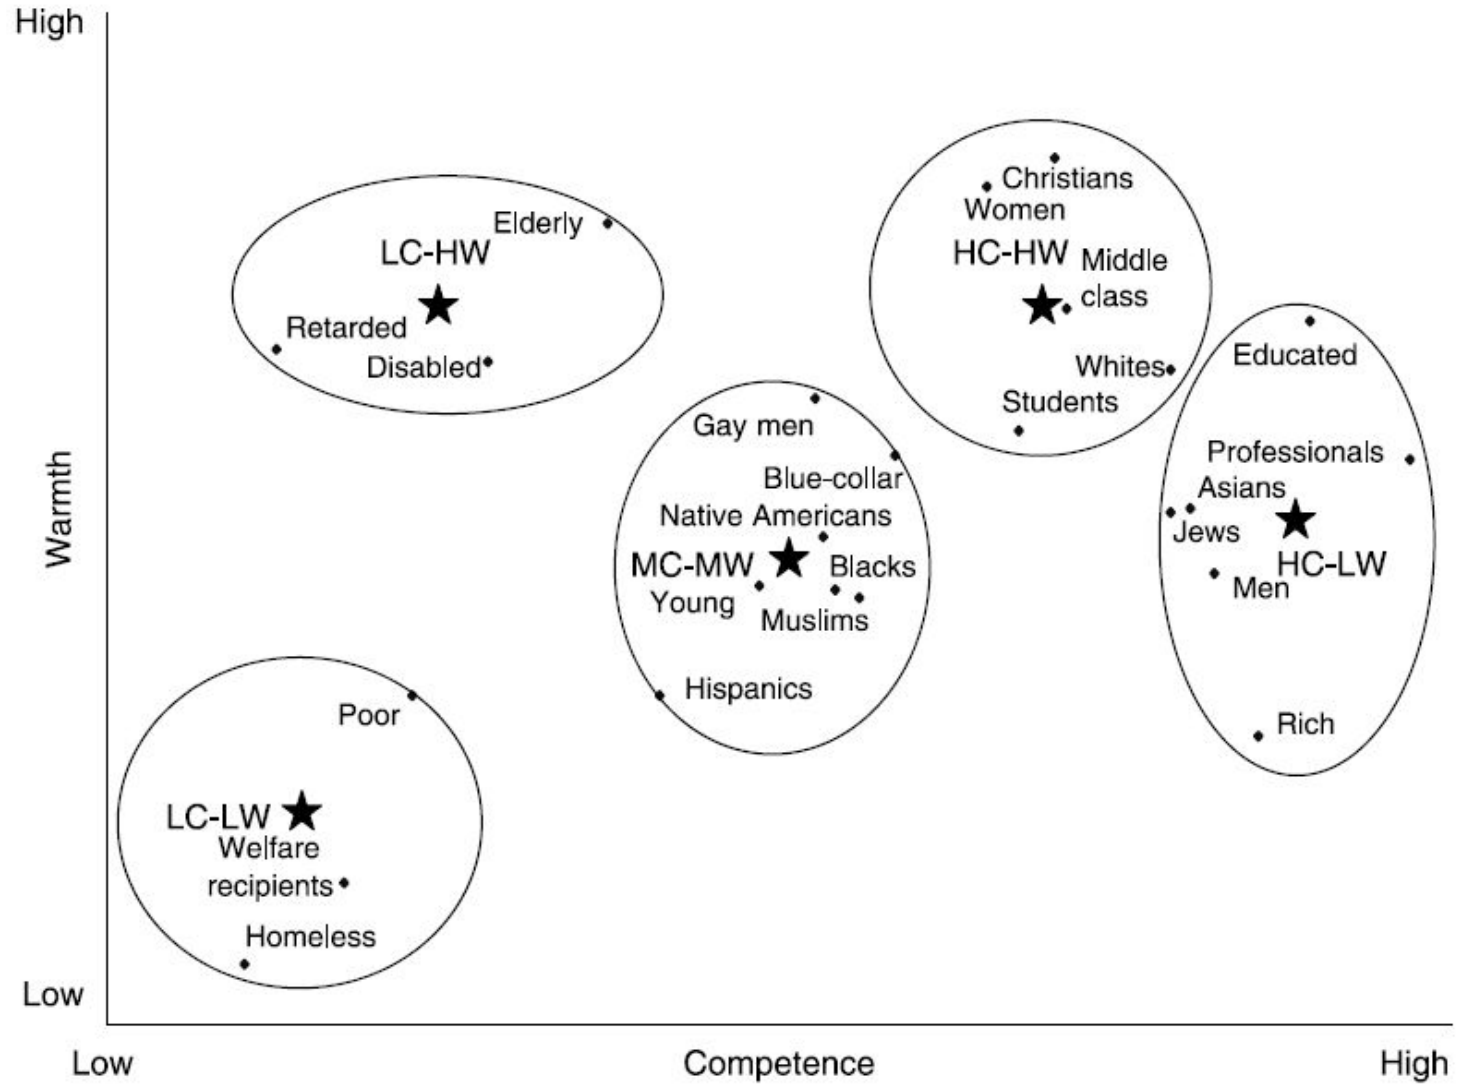 High
Christians
Women
Elderly
LC-HW
HC-HW
Middle
class
Retarded
Disabled
Whites
Educated
Students
Gay men
Professionals
Blue-collar
Asians
Native Americans
Jews
Warmth
MC-MW
Blacks
HC-LW
Men
Young
Muslims
Hispanics
Poor
Rich
LC-LW
Welfare
recipients
Homeless
Low
Low
Competence
High